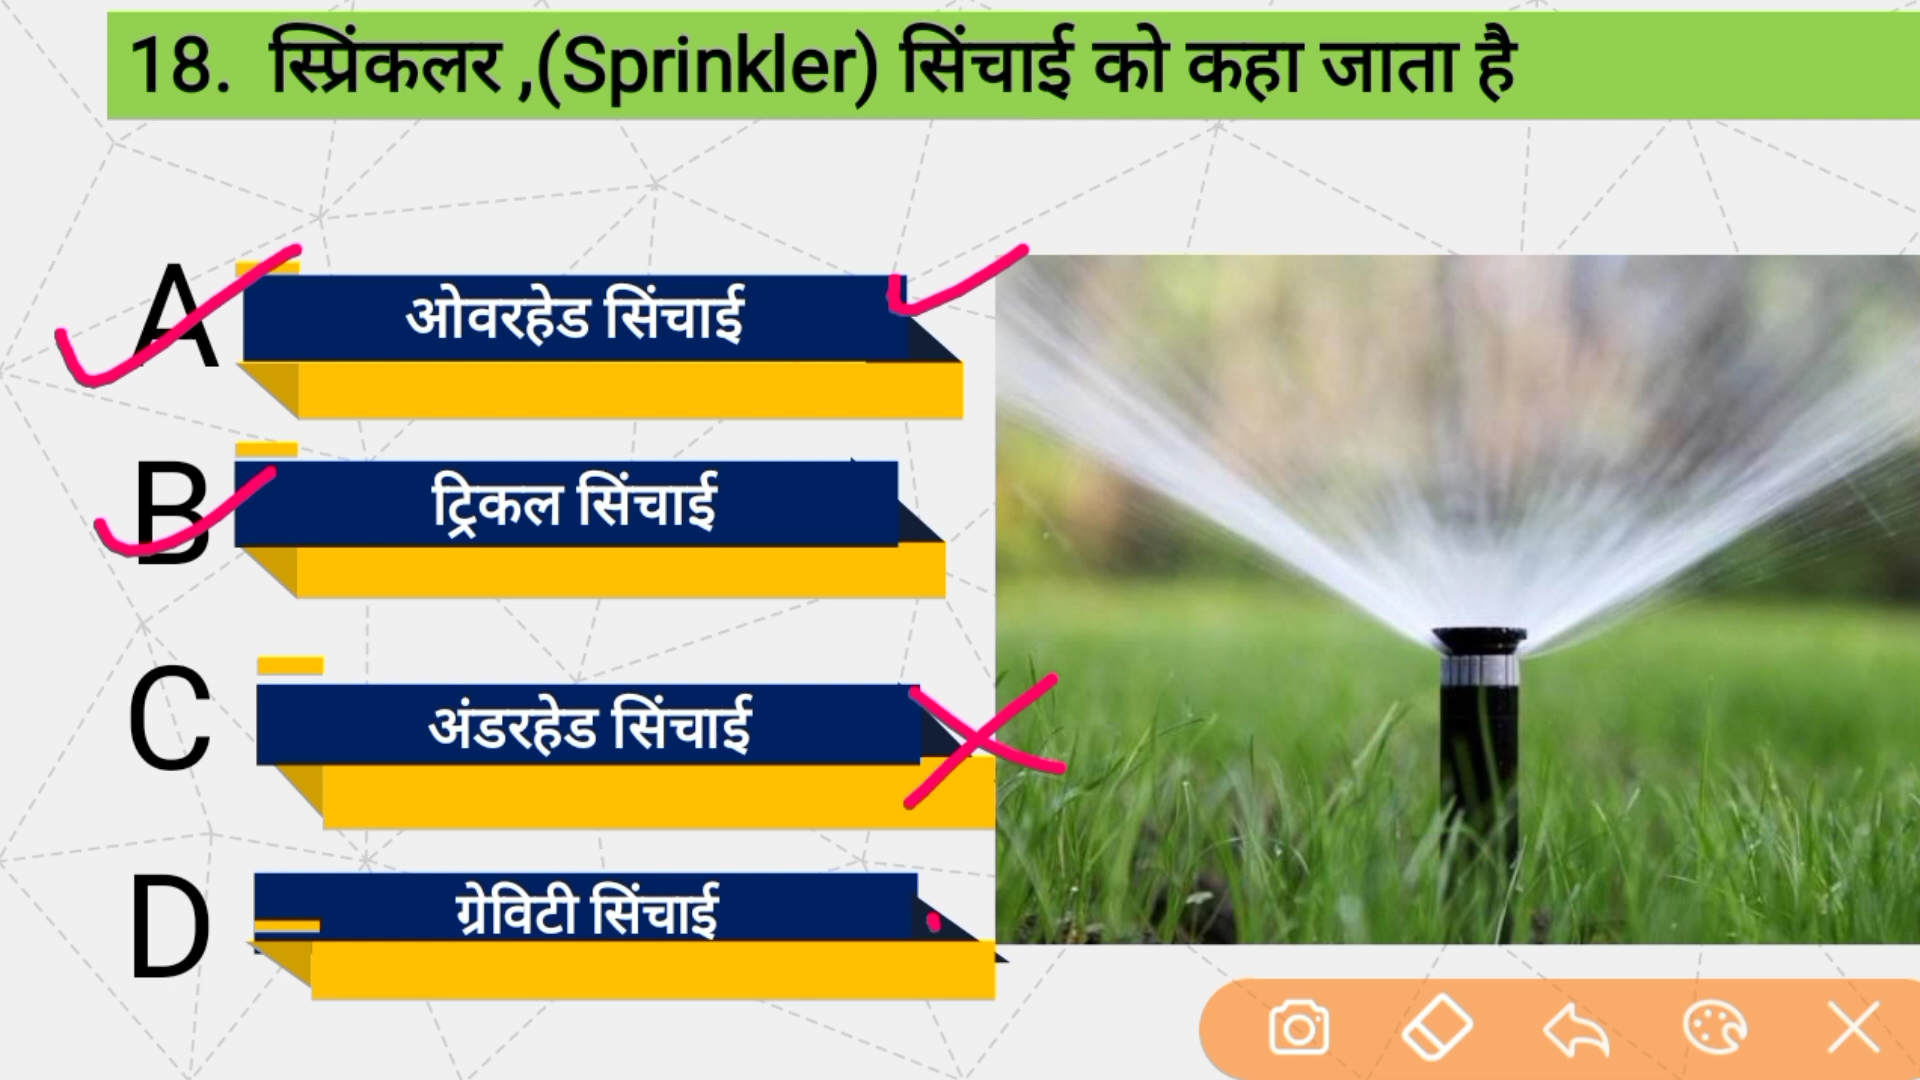 18. स्प्रिंकलर ,(Sprinkler) सिंचाई को कहा जाता है
A ओवरहेड सिंचाई
B ट्रिकल सिंचाई
C अंडरहेड सिंचाई
D ग्रेविटी सिंचाई